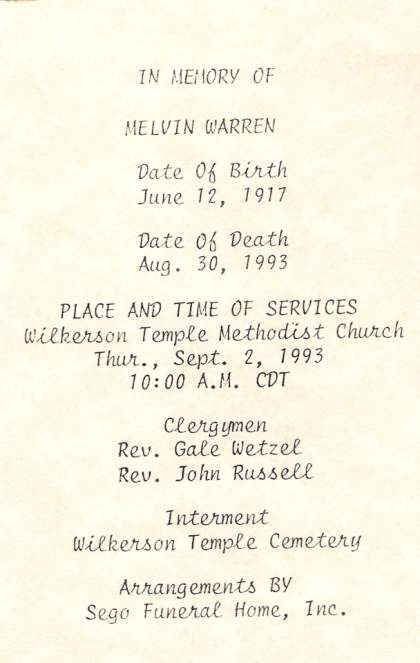 IN MEMORY OF
MELVIN WARREN
Date Of Birth
June 12, 1917
Date Of Death
Aug. 30, 1993
PLACE AND TIME OF SERVICES
Wilkerson Temple Methodist Church
Thur., Sept. 2, 1993
10:00 A.M. CDT
Clergymen
Rev. Gale Wetzel
Rev. John Russell
Interment
Wilkerson Temple Cemetery
Arrangements BY
Sego Funeral Home, Inc.